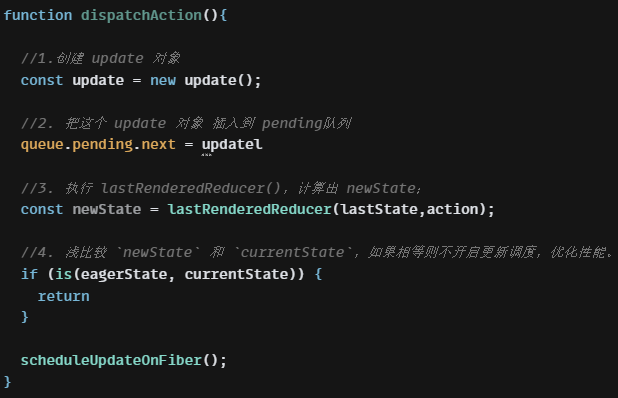 function dispatchAction(){
//1.创建 update 对象
const update = new update();
//2. 把这个 update 对象 插入到 pending队列
queue.pending.next = updatel
//3. 执行 lastRenderedReducer(), 计算出 newState;
const newState = lastRenderedReducer(lastState,action);
//4. 浅比较 `newState` 和 `currentState`, 如果相等则不开启更新调度, 优化性能。
if (is(eagerState, currentState)) {
return
}
scheduleUpdateOnFiber();
}